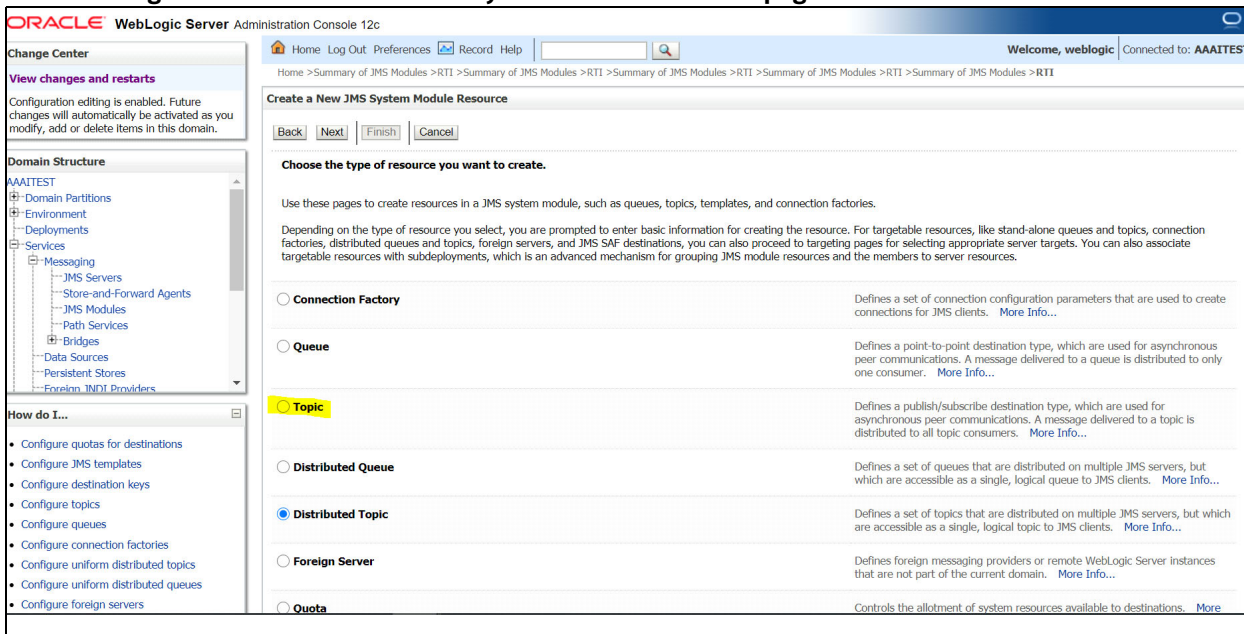 ORACLE WebLogic Server Administration Console 12c
Change Center
View changes and restarts
Configuration editing is enabled. Future
changes will automatically be activated as you
modify, add or delete items in this domain.
Domain Structure
AAAITEST
Domain Partitions
Environment
Deployments
Services
Messaging
JMS Servers
Store-and-Forward Agents
JMS Modules
Path Services
Bridges
Data Sources
Persistent Stores
Foreign JNDI Providers
How do I...
• Configure quotas for destinations
• Configure JMS templates
• Configure destination keys
• Configure topics
• Configure queues
• Configure connection factories
• Configure uniform distributed topics
• Configure uniform distributed queues
• Configure foreign servers
Home Log Out Preferences Record Help
Welcome, weblogic Connected to: AAAITEST
Home >Summary of JMS Modules >RTI >Summary of JMS Modules >RTI >Summary of JMS Modules >RTI >Summary of JMS Modules >RTI >Summary of JMS Modules >RTI
Create a New JMS System Module Resource
Back Next Finish Cancel
Choose the type of resource you want to create.
Use these pages to create resources in a JMS system module, such as queues, topics, templates, and connection factories.
Depending on the type of resource you select, you are prompted to enter basic information for creating the resource. For targetable resources, like stand-alone queues and topics, connection
factories, distributed queues and topics, foreign servers, and JMS SAF destinations, you can also proceed to targeting pages for selecting appropriate server targets. You can also associate
targetable resources with subdeployments, which is an advanced mechanism for grouping JMS module resources and the members to server resources.
Connection Factory
Defines a set of connection configuration parameters that are used to create
connections for JMS clients. More Info...
Queue
Defines a point-to-point destination type, which are used for asynchronous
peer communications. A message delivered to a queue is distributed to only
one consumer. More Info...
Topic
Defines a publish/subscribe destination type, which are used for
asynchronous peer communications. A message delivered to a topic is
distributed to all topic consumers. More Info...
Distributed Queue
Defines a set of queues that are distributed on multiple JMS servers, but
which are accessible as a single, logical queue to JMS clients. More Info...
Distributed Topic
Defines a set of topics that are distributed on multiple JMS servers, but which
are accessible as a single, logical topic to JMS clients. More Info...
Foreign Server
Defines foreign messaging providers or remote WebLogic Server instances
that are not part of the current domain. More Info...
Quota
Controls the allotment of system resources available to destinations. More